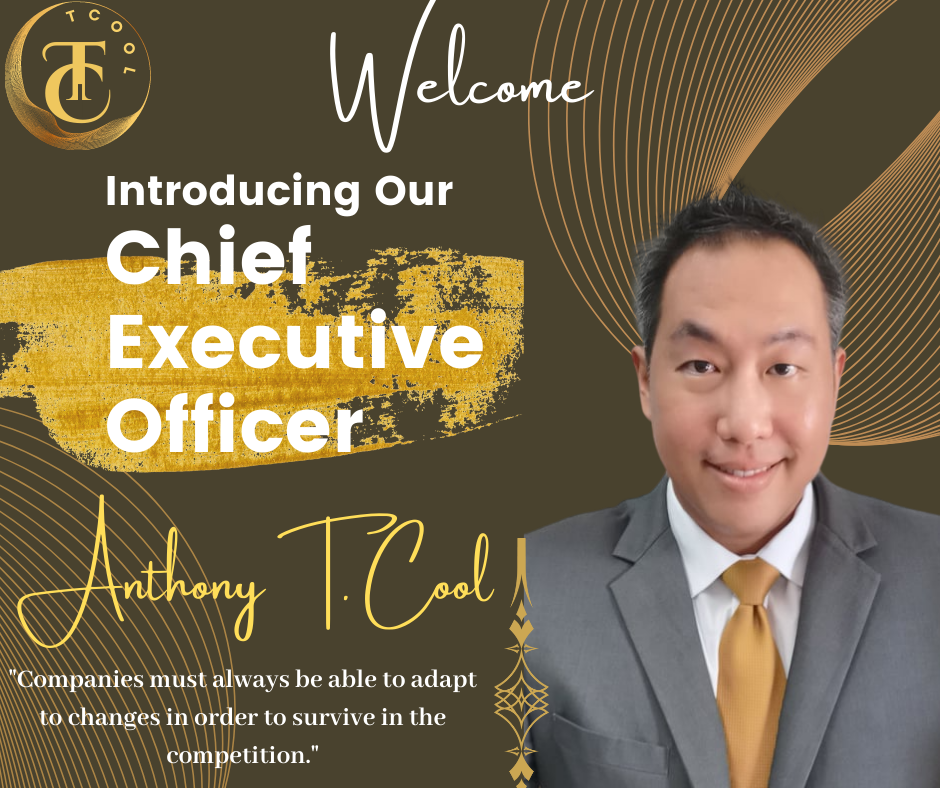 TCOOL
TC
Welcome
Introducing Our
Chief
Executive
Officer
Anthony T.Cool
"Companies must always be able to adapt
to changes in order to survive in the
competition."